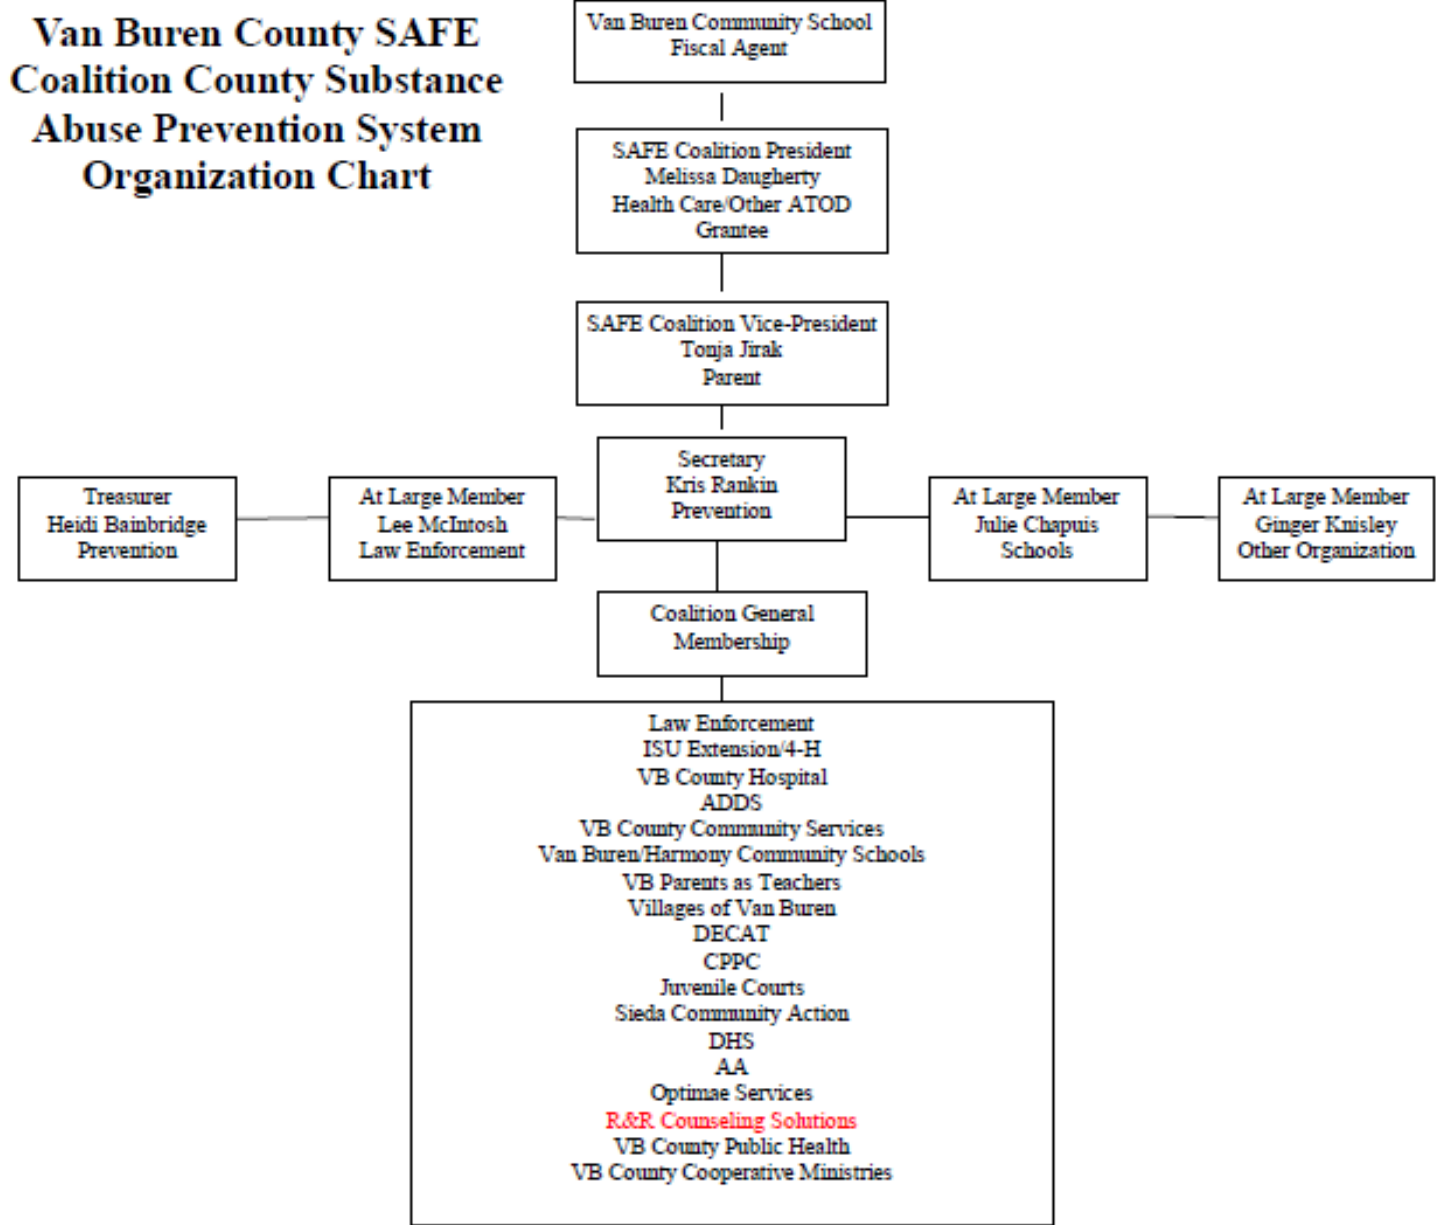 Van Buren County SAFE
Coalition County Substance
Abuse Prevention System
Organization Chart
Van Buren Community School
Fiscal Agent
SAFE Coalition President
Melissa Daugherty
Health Care/Other ATOD
Grantee
SAFE Coalition Vice-President
Tonja Jirak
Parent
Secretary
Kris Rankin
Prevention
Treasurer
Heidi Bainbridge
Prevention
At Large Member
Lee McIntosh
Law Enforcement
At Large Member
Julie Chapuis
Schools
At Large Member
Ginger Knisley
Other Organization
Coalition General
Membership
Law Enforcement
ISU Extension/4-H
VB County Hospital
ADDS
VB County Community Services
Van Buren/Harmony Community Schools
VB Parents as Teachers
Villages of Van Buren
DECAT
CPPC
Juvenile Courts
Sieda Community Action
DHS
AA
Optimae Services
R&R Counseling Solutions
VB County Public Health
VB County Cooperative Ministries